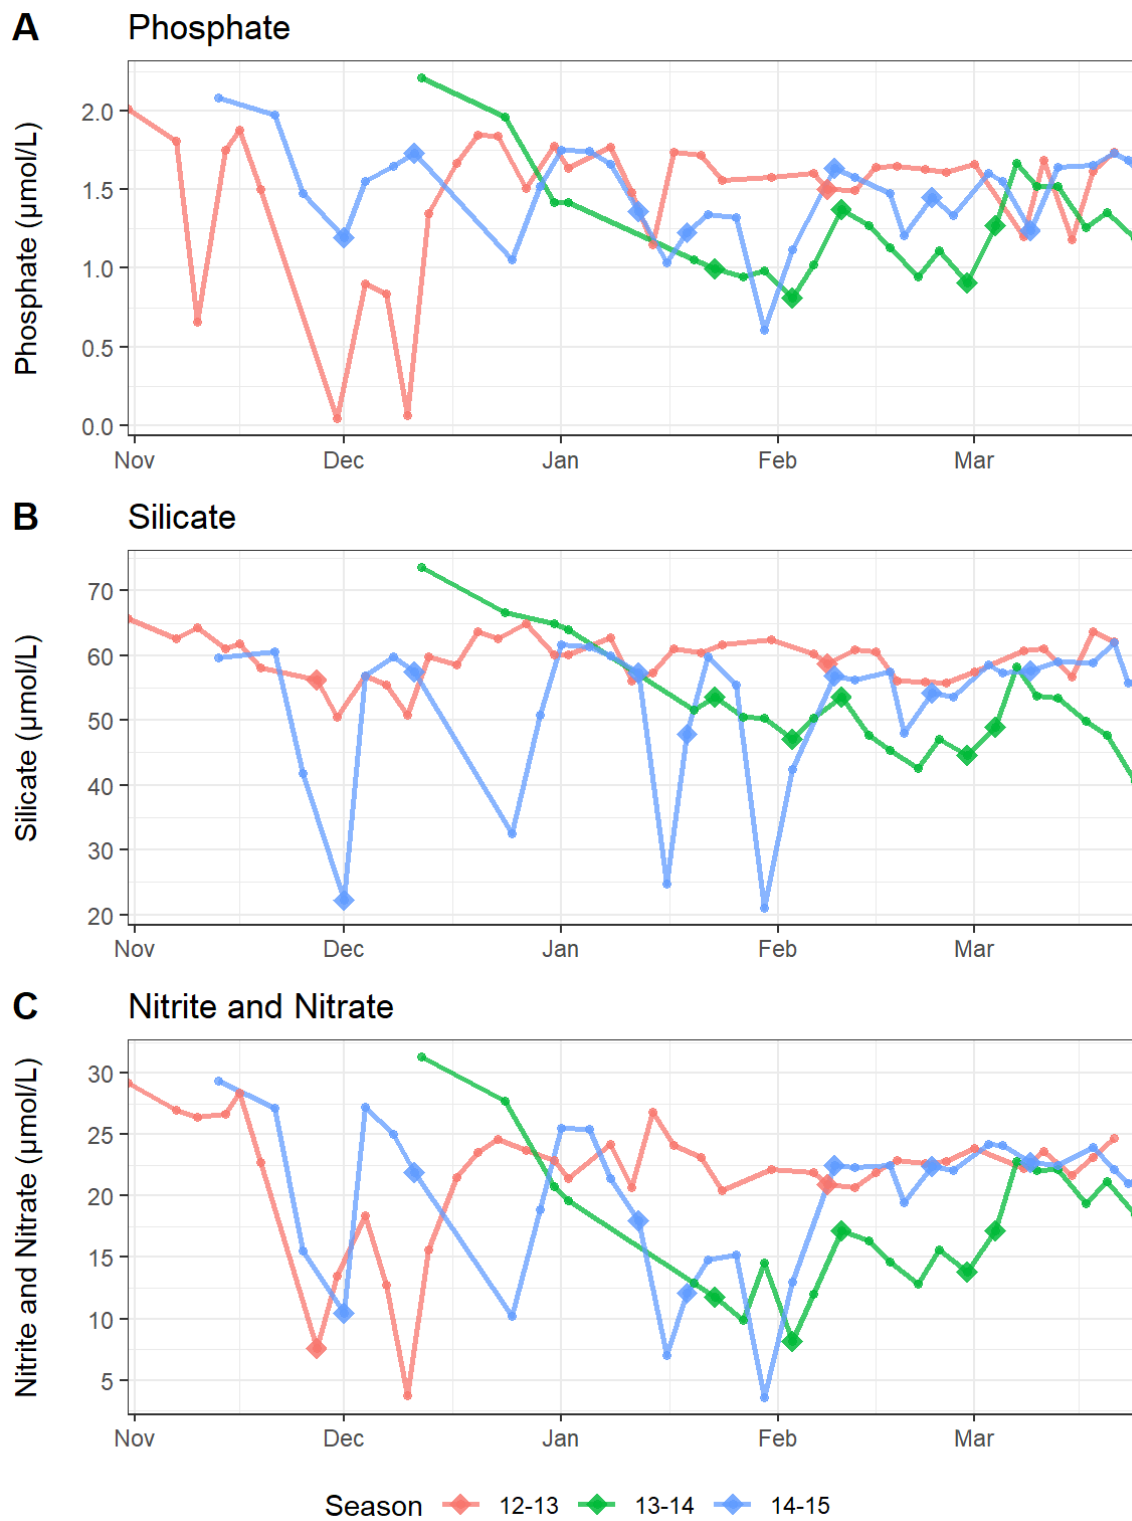 A Phosphate
Phosphate (µmol/L)
2.0
1.5
1.0
0.5
0.0
Nov Dec Jan Feb Mar
B Silicate
Silicate (µmol/L)
70
60
50
40
30
20
Nov Dec Jan Feb Mar
C Nitrite and Nitrate
Nitrite and Nitrate (µmol/L)
30
25
20
15
10
5
Nov Dec Jan Feb Mar
Season 12-13 13-14 14-15